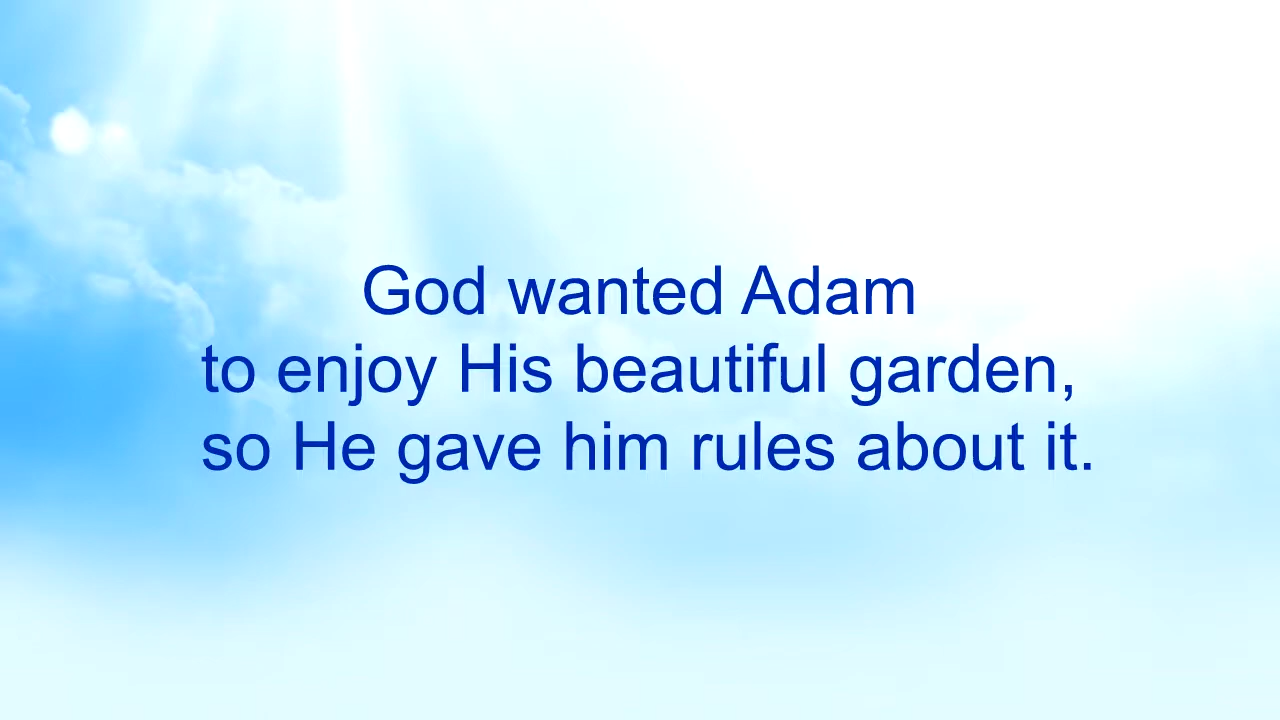 God wanted Adam
to enjoy His beautiful garden,
so He gave him rules about it.